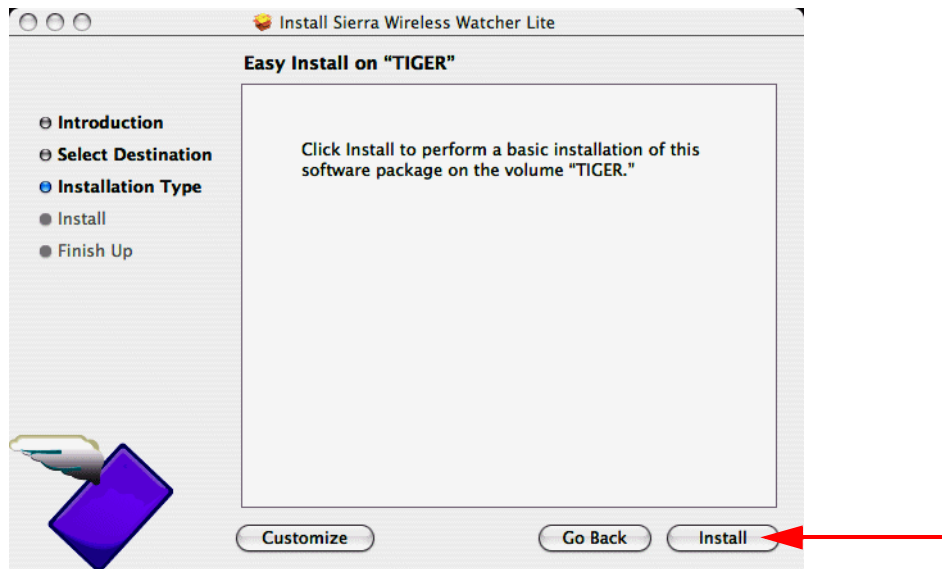 Install Sierra Wireless Watcher Lite
Easy Install on “TIGER”
Introduction
Select Destination
Installation Type
Install
Finish Up
Click Install to perform a basic installation of this
software package on the volume “TIGER.”
Customize
Go Back
Install